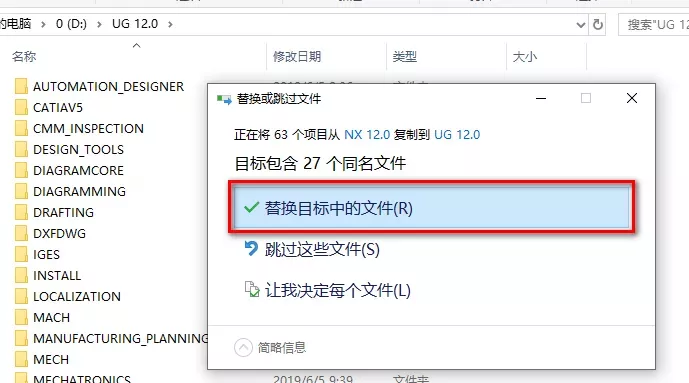 的电脑 > 0 (D:) > UG 12.0
搜索"UG 12
名称 修改日期 类型 大小
AUTOMATION_DESIGNER
CATIAV5
CMM_INSPECTION
DESIGN_TOOLS
DIAGRAMCORE
DIAGRAMMING
DRAFTING
DXFDWG
IGES
INSTALL
LOCALIZATION
MACH
MANUFACTURING_PLANNING
MECH
MECHATRONICS 2019/6/5 9:39 文件夹
替换或跳过文件
正在将 63 个项目从 NX 12.0 复制到 UG 12.0
目标包含 27 个同名文件
替换目标中的文件(R)
跳过这些文件(S)
让我决定每个文件(L)
简略信息